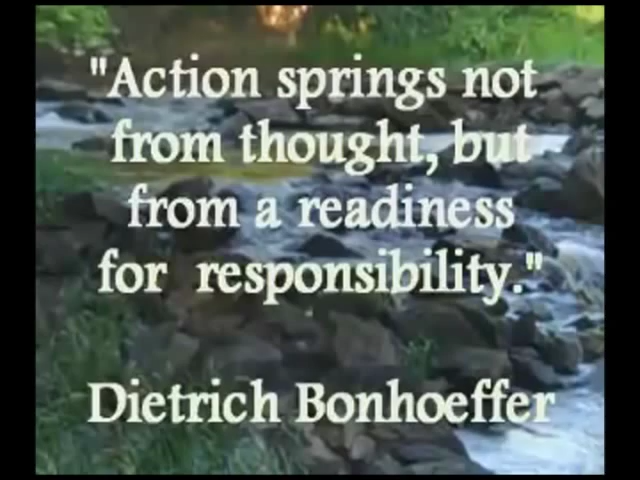 "Action springs not
from thought, but
from a readiness
for responsibility."
Dietrich Bonhoeffer